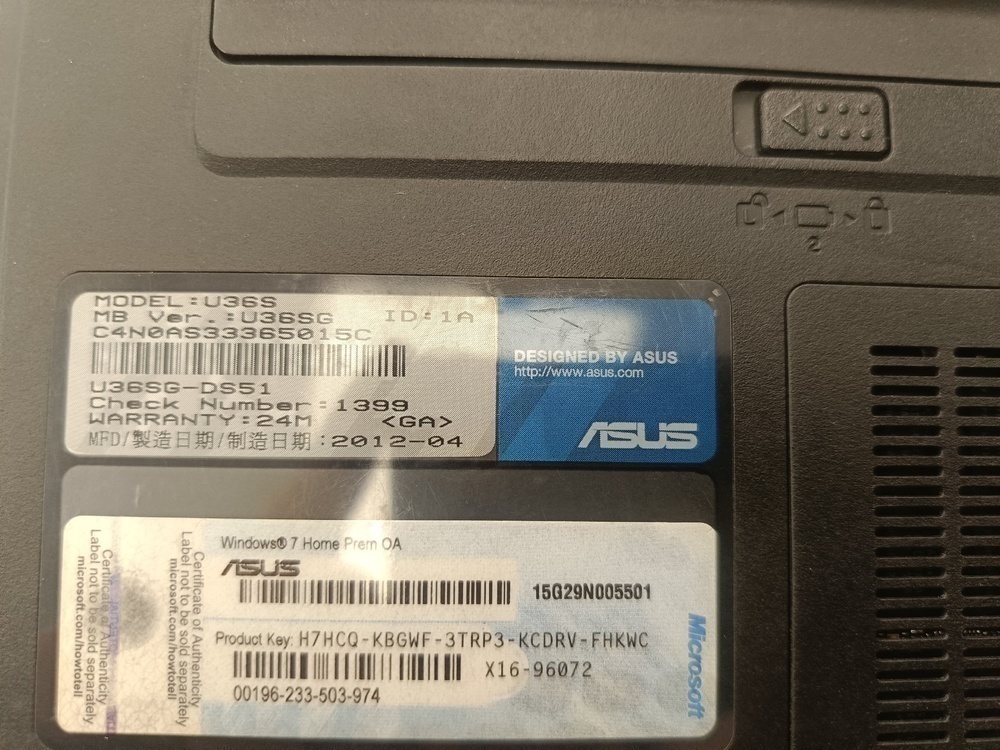 2
MODEL:U36S
MB Ver.:U36SG ID:1A
C4N0AS33365015C
U36SG-DS51
Check Number:1399
WARRANTY:24M <GA>
MFD/製造日期/制造日期:2012-04
DESIGNED BY ASUS
http://www.asus.com
ASUS
Windows® 7 Home Prem OA
ASUS
15G29N005501
Product Key: H7HCQ-KBGWF-3TRP3-KCDRV-FHKWC
X16-96072
00196-233-503-974
Certificate of Authenticity
Label not to be sold separately
microsoft.com/howtotell
Certificate of Authenticity
Label not to be sold separately
microsoft.com/howtotell
Microsoft